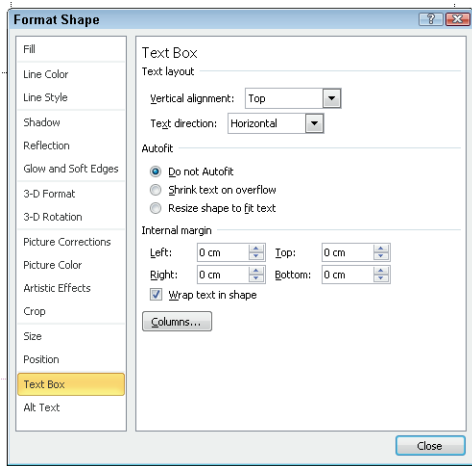 Format Shape
Fill
Line Color
Line Style
Shadow
Reflection
Glow and Soft Edges
3-D Format
3-D Rotation
Picture Corrections
Picture Color
Artistic Effects
Crop
Size
Position
Text Box
Alt Text
Text Box
Text layout
Vertical alignment: Top
Text direction: Horizontal
Autofit
Do not Autofit
Shrink text on overflow
Resize shape to fit text
Internal margin
Left: 0 cm Top: 0 cm
Right: 0 cm Bottom: 0 cm
Wrap text in shape
Columns...
Close